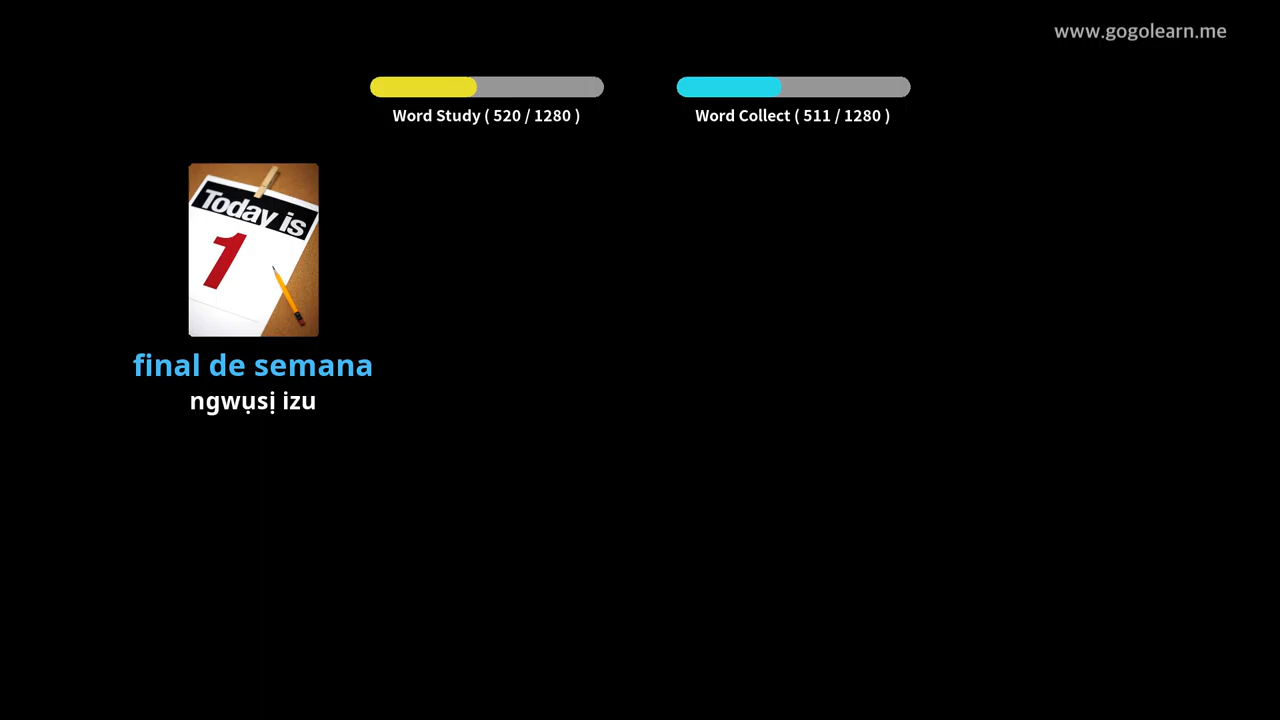 www.gogolearn.me
Word Study ( 520 / 1280 )
Word Collect ( 511 / 1280 )
Today is
1
final de semana
ngwụsị izu